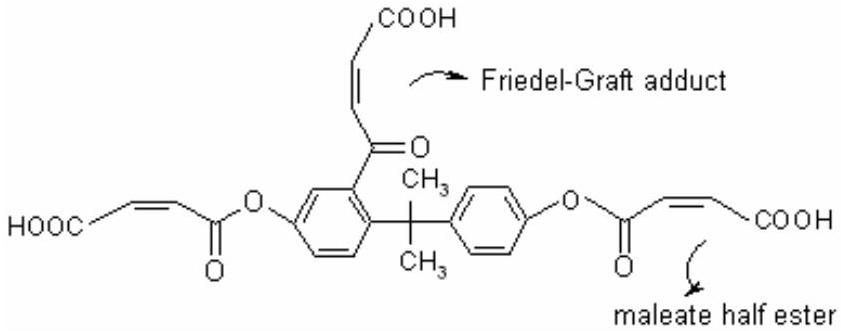 COOH
Friedel-Graft adduct
O
CH3
HOOC
O
O
COOH
O
CH3
O
maleate half ester